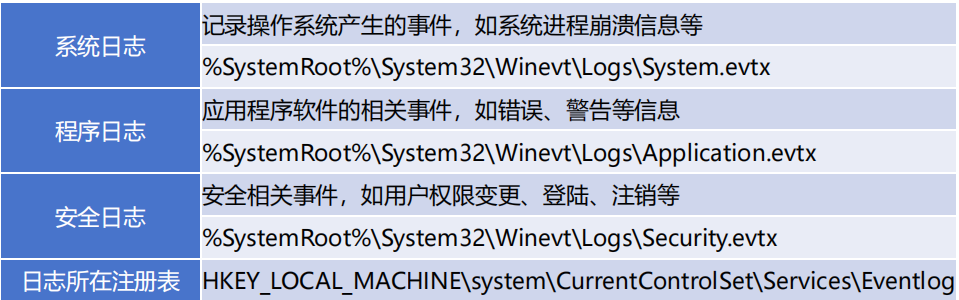 系统日志
记录操作系统产生的事件，如系统进程崩溃信息等
%SystemRoot%\System32\Winevt\Logs\System.evtx
程序日志
应用程序软件的相关事件，如错误、警告等信息
%SystemRoot%\System32\Winevt\Logs\Application.evtx
安全日志
安全相关事件，如用户权限变更、登陆、注销等
%SystemRoot%\System32\Winevt\Logs\Security.evtx
日志所在注册表
HKEY_LOCAL_MACHINE\system\CurrentControlSet\Services\Eventlog